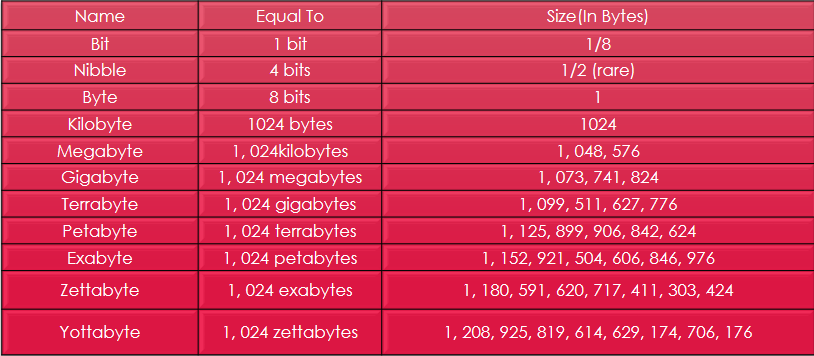 Name Equal To Size(In Bytes)
Bit 1 bit 1/8
Nibble 4 bits 1/2 (rare)
Byte 8 bits 1
Kilobyte 1024 bytes 1024
Megabyte 1, 024kilobytes 1, 048, 576
Gigabyte 1, 024 megabytes 1, 073, 741, 824
Terrabyte 1, 024 gigabytes 1, 099, 511, 627, 776
Petabyte 1, 024 terrabytes 1, 125, 899, 906, 842, 624
Exabyte 1, 024 petabytes 1, 152, 921, 504, 606, 846, 976
Zettabyte 1, 024 exabytes 1, 180, 591, 620, 717, 411, 303, 424
Yottabyte 1, 024 zettabytes 1, 208, 925, 819, 614, 629, 174, 706, 176